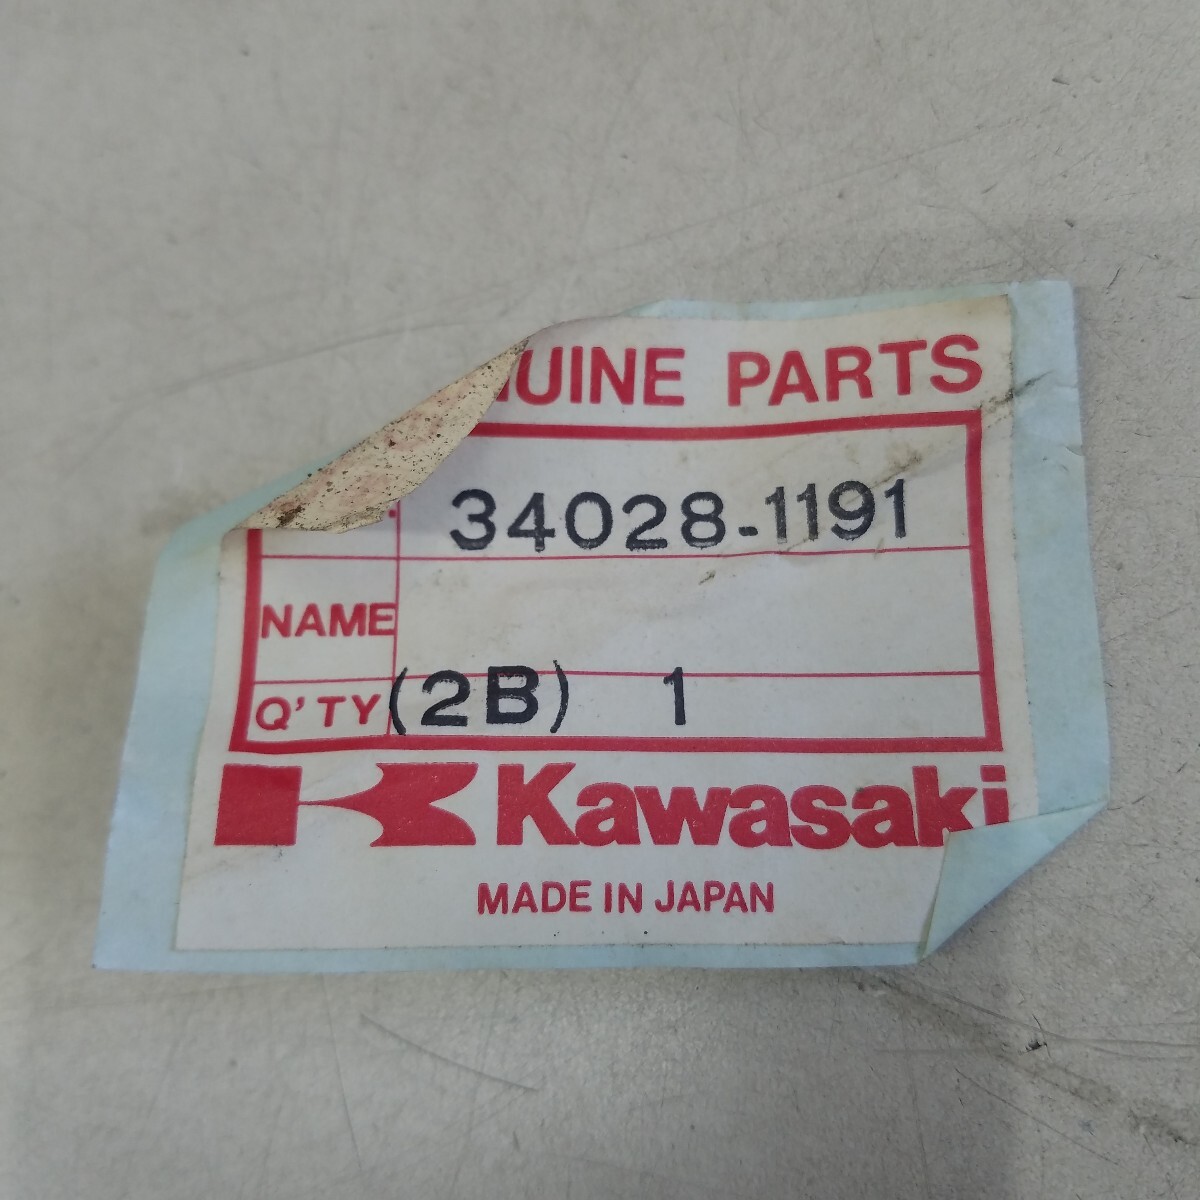 UINE PARTS
34028-1191
NAME
Q'TY (2B) 1
Kawasaki
MADE IN JAPAN